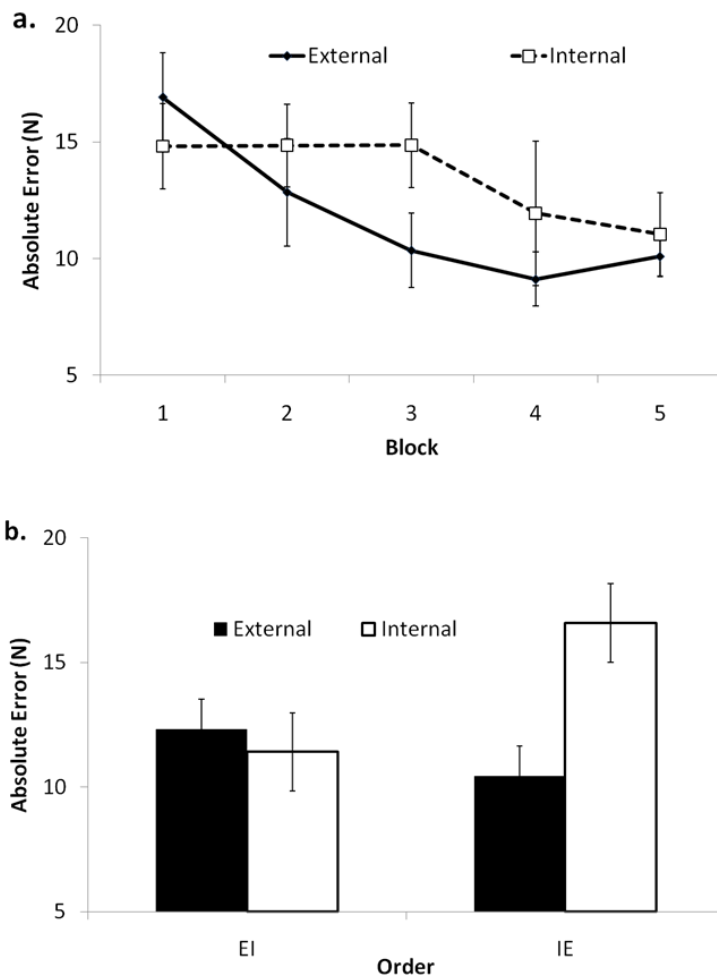 a.
External Internal
20
15
10
5
Absolute Error (N)
1 2 3 4 5
Block
b.
External Internal
20
15
10
5
Absolute Error (N)
EI IE
Order